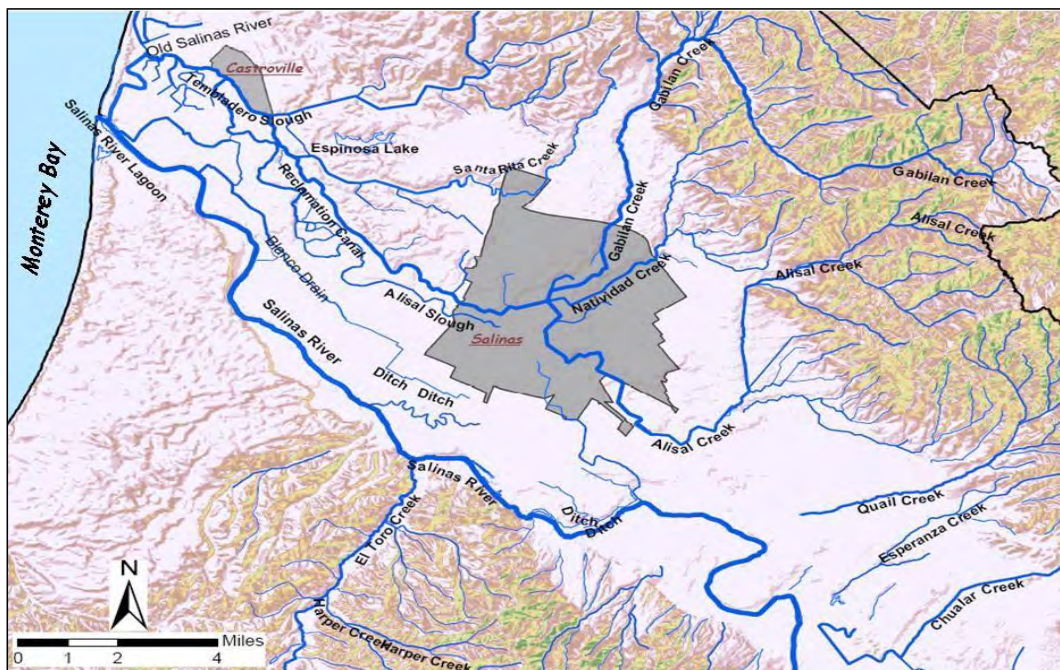 Old Salinas River
Castroville
Tembladero Slough
Gabilan Creek
Salinas River Lagoon
Espinosa Lake
Santa Rita Creek
Gabilan Creek
Monterey Bay
Reclamation Canal
Gabilan Creek
Alisal Creek
Blanco Drain
Natividad Creek
Alisal Creek
Alisal Slough
Salinas River
Salinas
Ditch Ditch
Alisal Creek
Salinas River
Quail Creek
Ditch
Ditch
El Toro Creek
Esperanza Creek
N
Harper Creek
Harper Creek
Chualar Creek
Miles
0 1 2 4